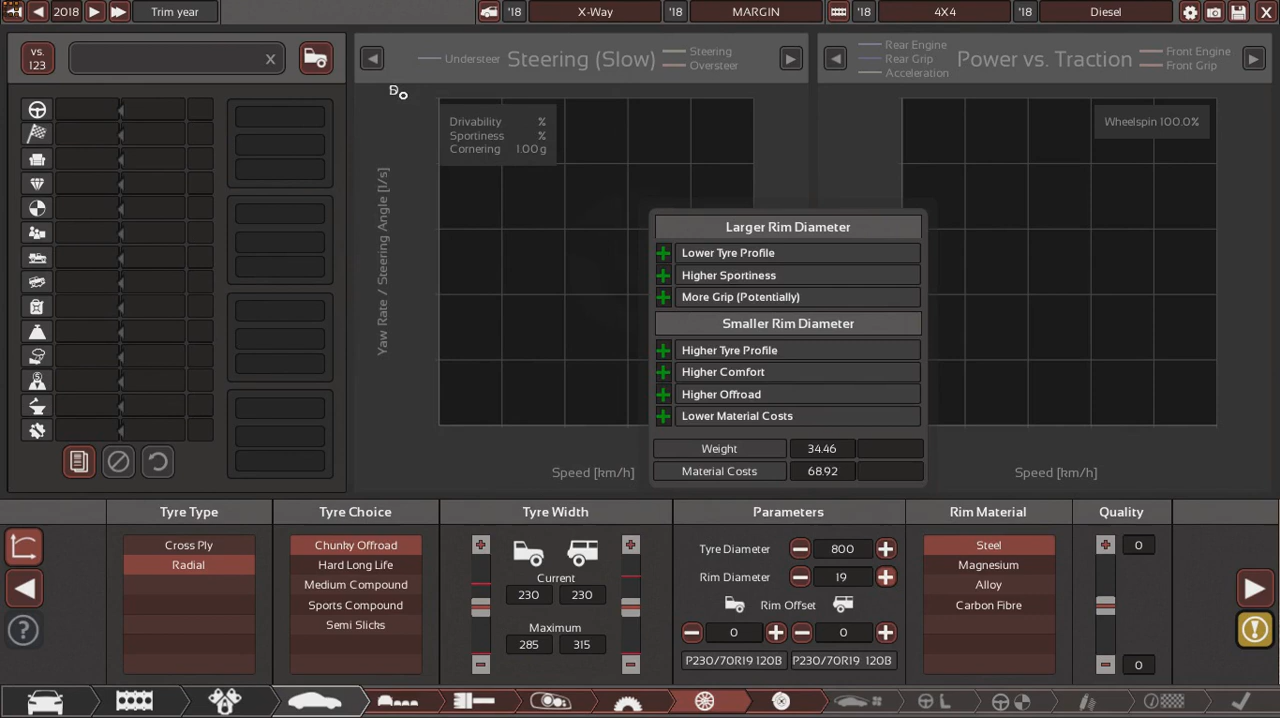 2018
Trim year
'18
X-Way
'18
MARGIN
'18
4X4
'18
Diesel
vs.
123
x
Understeer
Steering (Slow)
Steering
Oversteer
Rear Engine
Rear Grip
Acceleration
Power vs. Traction
Front Engine
Front Grip
Drivability %
Sportiness %
Cornering 1.00 g
Wheelspin 100.0%
Yaw Rate / Steering Angle [1/s]
Larger Rim Diameter
Lower Tyre Profile
Higher Sportiness
More Grip (Potentially)
Smaller Rim Diameter
Higher Tyre Profile
Higher Comfort
Higher Offroad
Lower Material Costs
Weight 34.46
Material Costs 68.92
Speed [km/h]
Speed [km/h]
Tyre Type
Cross Ply
Radial
Tyre Choice
Chunky Offroad
Hard Long Life
Medium Compound
Sports Compound
Semi Slicks
Tyre Width
Current
230 230
Maximum
285 315
Parameters
Tyre Diameter 800
Rim Diameter 19
Rim Offset
0 0
P230/70R19 120B P230/70R19 120B
Rim Material
Steel
Magnesium
Alloy
Carbon Fibre
Quality
0
0